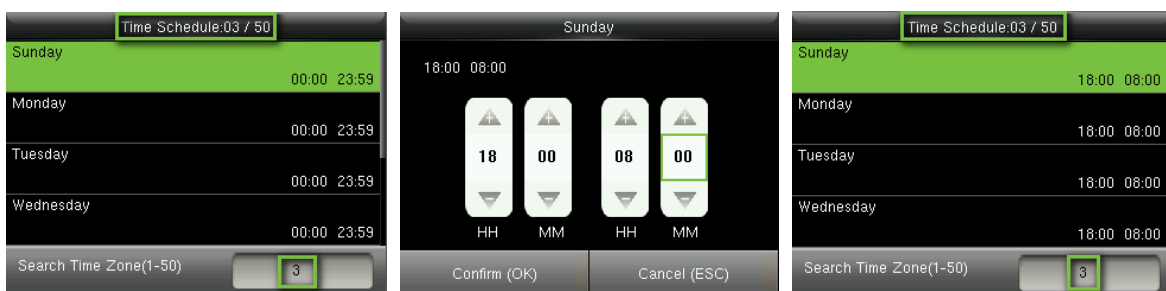 Time Schedule:03 / 50
Sunday
00:00 23:59
Monday
00:00 23:59
Tuesday
00:00 23:59
Wednesday
00:00 23:59
Search Time Zone(1-50) 3
Sunday
18:00 08:00
18 00 08 00
HH MM HH MM
Confirm (OK) Cancel (ESC)
Time Schedule:03 / 50
Sunday
18:00 08:00
Monday
18:00 08:00
Tuesday
18:00 08:00
Wednesday
18:00 08:00
Search Time Zone(1-50) 3